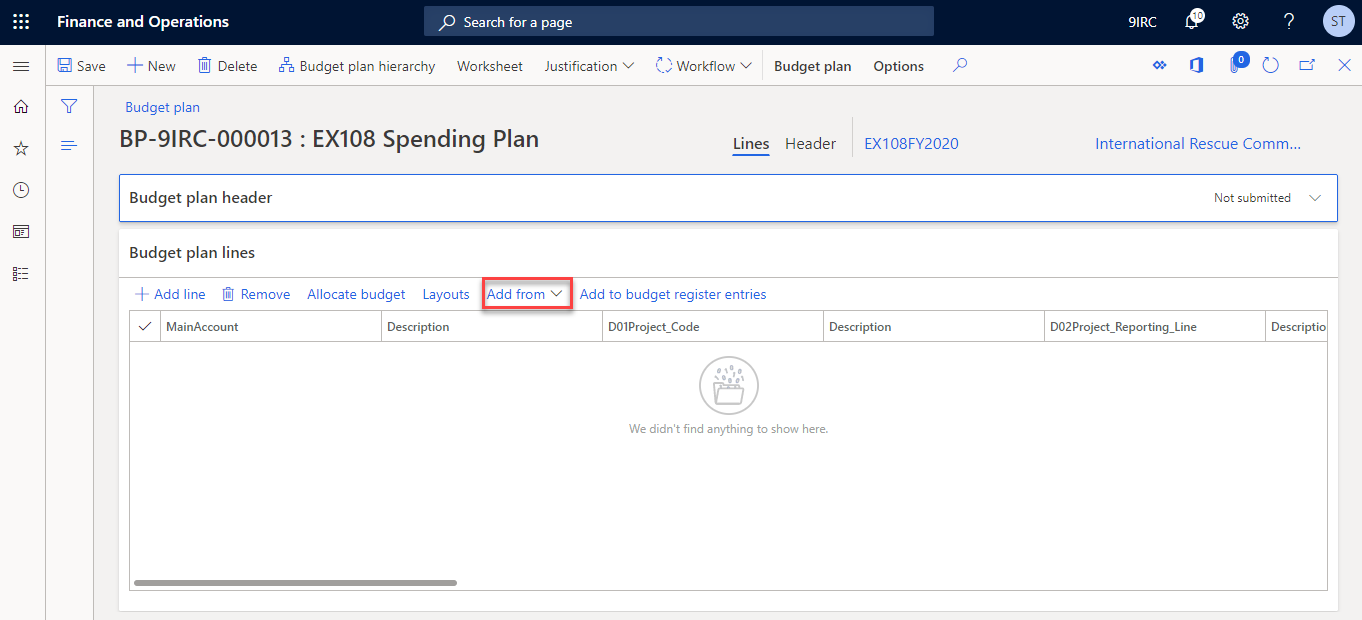 Finance and Operations
Search for a page
9IRC
10
?
ST
Save
New
Delete
Budget plan hierarchy
Worksheet
Justification
Workflow
Budget plan
Options
0
Budget plan
BP-9IRC-000013 : EX108 Spending Plan
Lines
Header
EX108FY2020
International Rescue Comm...
Budget plan header
Not submitted
Budget plan lines
Add line
Remove
Allocate budget
Layouts
Add from
Add to budget register entries
MainAccount
Description
D01Project_Code
Description
D02Project_Reporting_Line
Descriptio
We didn't find anything to show here.